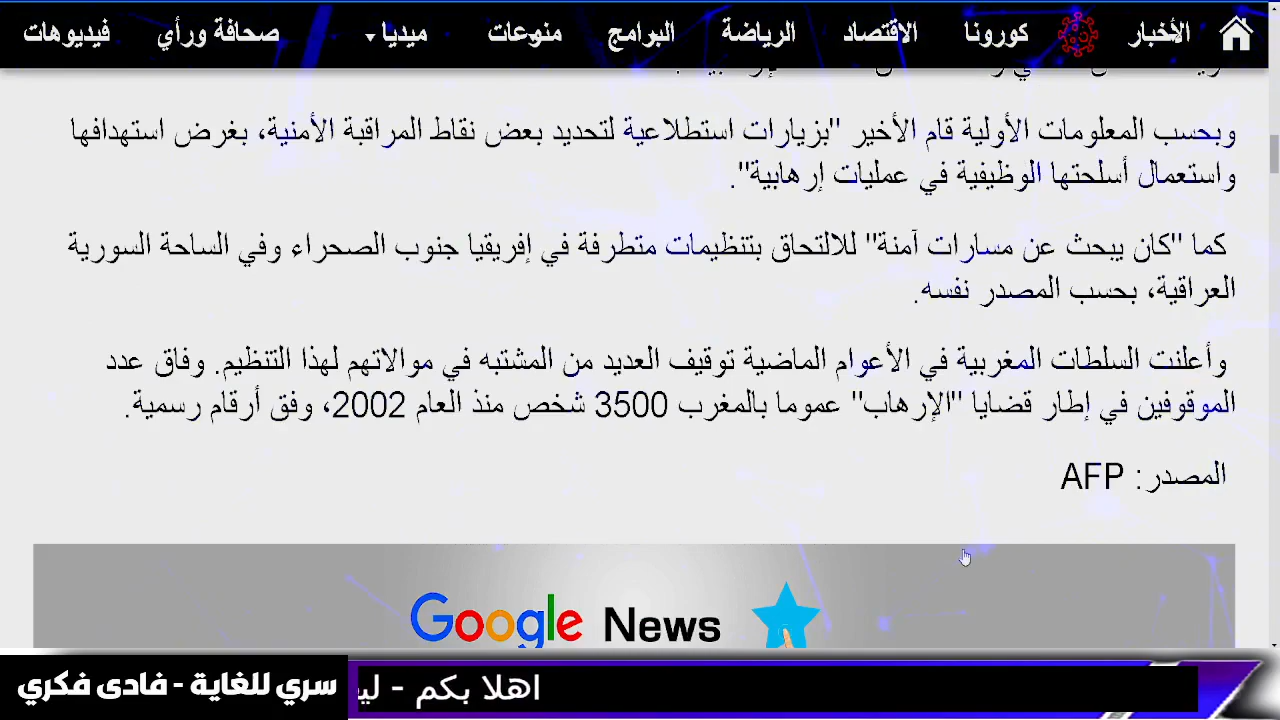 الأخبار كورونا الاقتصاد الرياضة البرامج منوعات ميديا صحافة ورأي فيديوهات
وبحسب المعلومات الأولية قام الأخير "بزيارات استطلاعية لتحديد بعض نقاط المراقبة الأمنية، بغرض استهدافها
واستعمال أسلحتها الوظيفية في عمليات إرهابية".
كما "كان يبحث عن مسارات آمنة" للالتحاق بتنظيمات متطرفة في إفريقيا جنوب الصحراء وفي الساحة السورية
العراقية، بحسب المصدر نفسه.
وأعلنت السلطات المغربية في الأعوام الماضية توقيف العديد من المشتبه في موالاتهم لهذا التنظيم. وفاق عدد
الموقوفين في إطار قضايا "الإرهاب" عموما بالمغرب 3500 شخص منذ العام 2002، وفق أرقام رسمية.
المصدر: AFP
Google News
اهلا بكم -
سري للغاية - فادى فكري